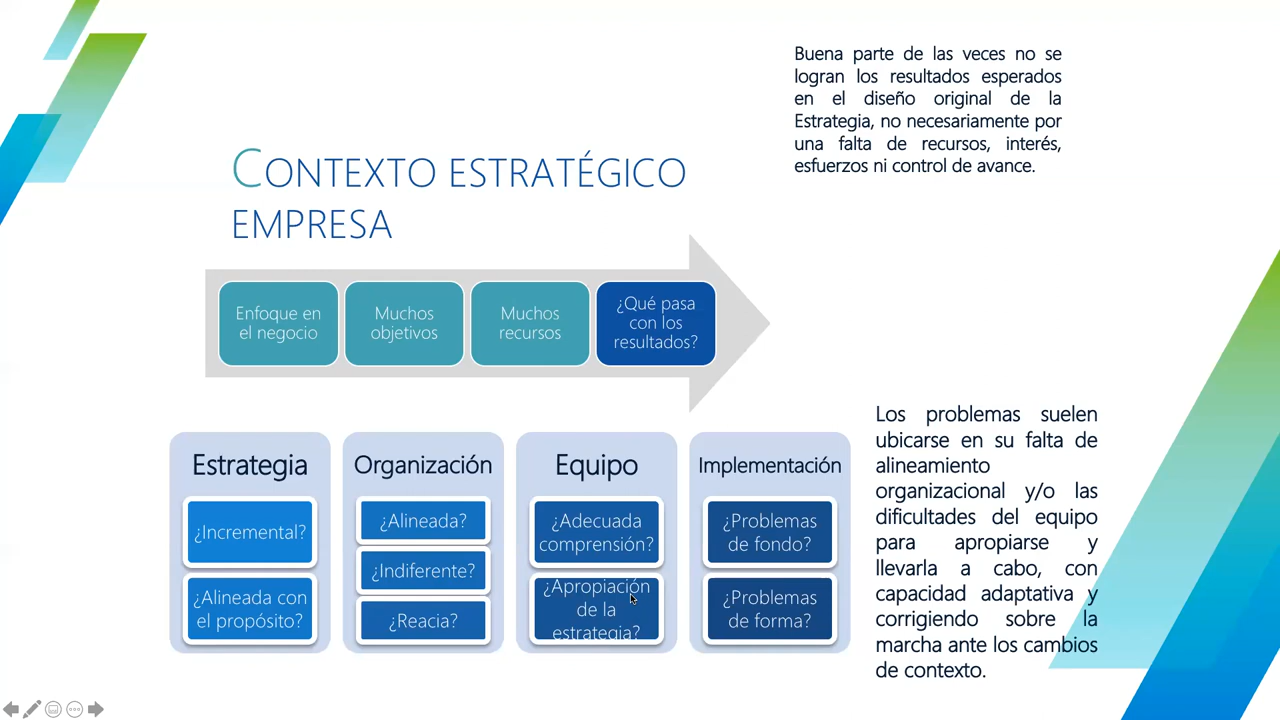 Buena parte de las veces no se
logran los resultados esperados
en el diseño original de la
Estrategia, no necesariamente por
una falta de recursos, interés,
esfuerzos ni control de avance.
CONTEXTO ESTRATÉGICO
EMPRESA
Enfoque en
el negocio
Muchos
objetivos
Muchos
recursos
¿Qué pasa
con los
resultados?
Estrategia
¿Incremental?
¿Alineada con
el propósito?
Organización
¿Alineada?
¿Indiferente?
¿Reacia?
Equipo
¿Adecuada
comprensión?
¿Apropiación
de la
estrategia?
Implementación
¿Problemas
de fondo?
¿Problemas
de forma?
Los problemas suelen
ubicarse en su falta de
alineamiento
organizacional y/o las
dificultades del equipo
para apropiarse y
llevarla a cabo, con
capacidad adaptativa y
corrigiendo sobre la
marcha ante los cambios
de contexto.